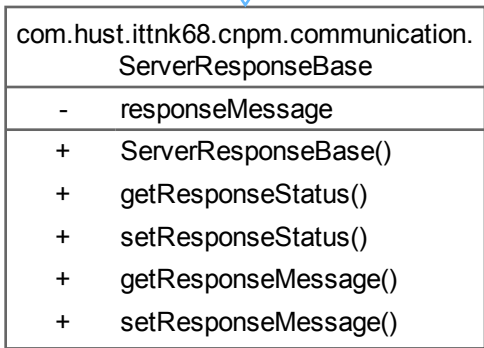 com.hust.ittnk68.cnpm.communication.
ServerResponseBase
- responseMessage
+ ServerResponseBase()
+ getResponseStatus()
+ setResponseStatus()
+ getResponseMessage()
+ setResponseMessage()